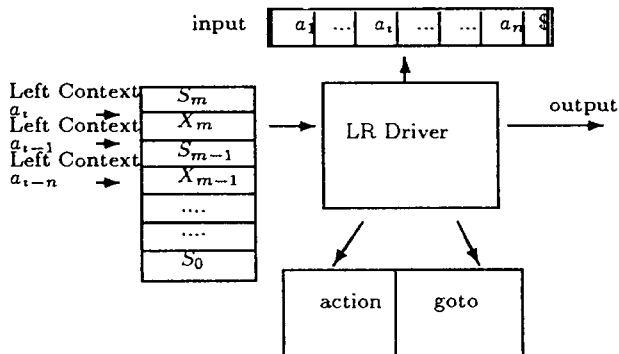 input a₁ ... aᵢ ... ... aₙ $
Left Context
aᵢ
Left Context
aᵢ₋₁
Left Context
aᵢ₋ₙ
Sₘ
Xₘ
Sₘ₋₁
Xₘ₋₁
....
....
S₀
LR Driver
output
action goto